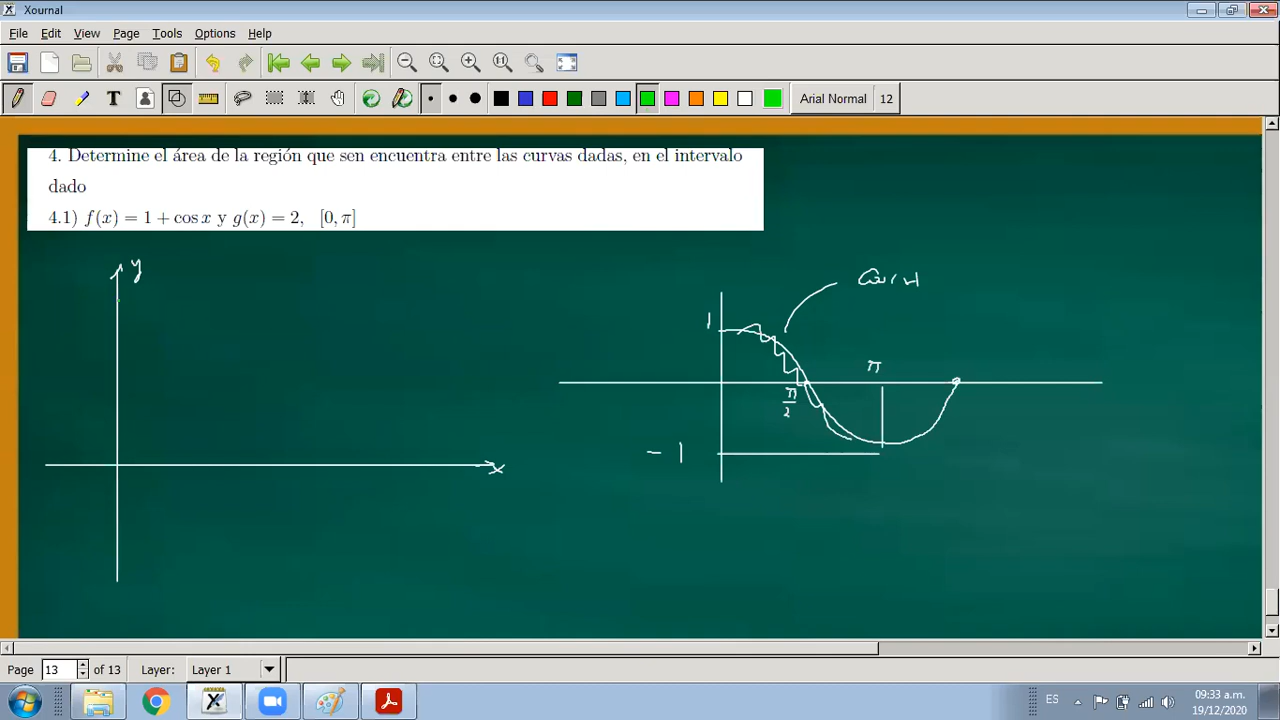 Xournal
File Edit View Page Tools Options Help
Arial Normal 12
4. Determine el área de la región que sen encuentra entre las curvas dadas, en el intervalo
dado
4.1) f(x) = 1 + cos x y g(x) = 2, [0, π]
y
x
1
π
π/2
- 1
Page 13 of 13 Layer: Layer 1
ES
09:33 a.m.
19/12/2020